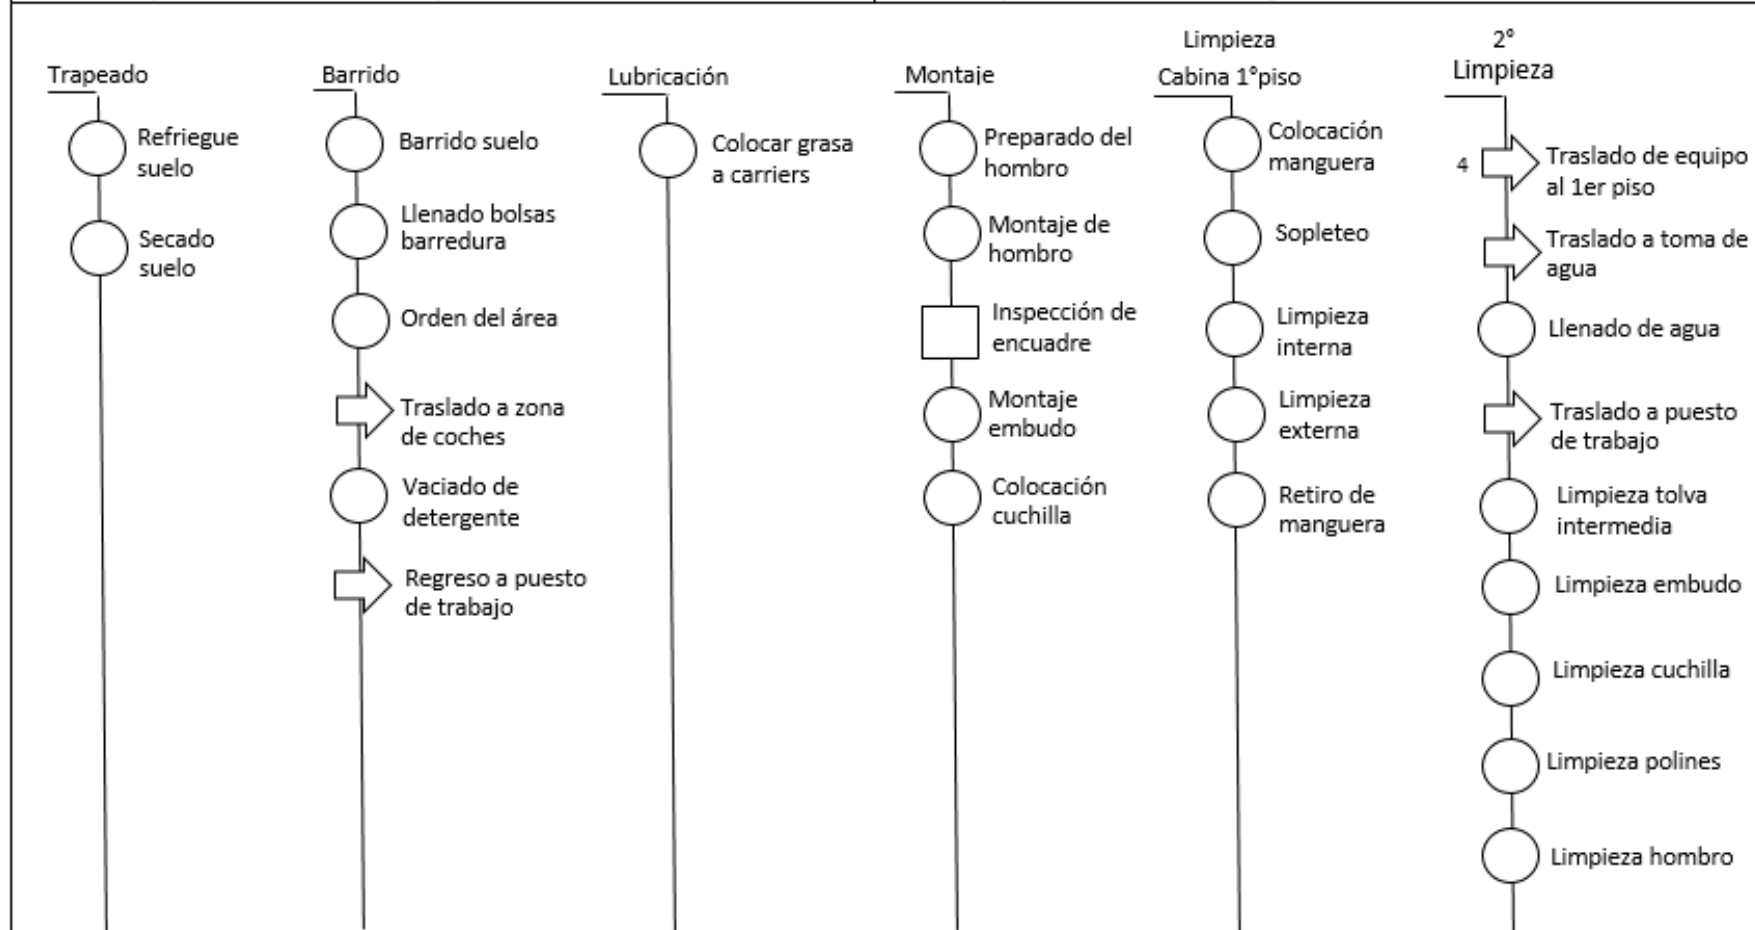 Trapeado
Refriegue
suelo
Secado
suelo
Barrido
Barrido suelo
Llenado bolsas
barredura
Orden del área
Traslado a zona
de coches
Vaciado de
detergente
Regreso a puesto
de trabajo
Lubricación
Colocar grasa
a carriers
Montaje
Preparado del
hombro
Montaje de
hombro
Inspección de
encuadre
Montaje
embudo
Colocación
cuchilla
Limpieza
Cabina 1°piso
Colocación
manguera
Sopleteo
Limpieza
interna
Limpieza
externa
Retiro de
manguera
2°
Limpieza
4
Traslado de equipo
al 1er piso
Traslado a toma de
agua
Llenado de agua
Traslado a puesto
de trabajo
Limpieza tolva
intermedia
Limpieza embudo
Limpieza cuchilla
Limpieza polines
Limpieza hombro